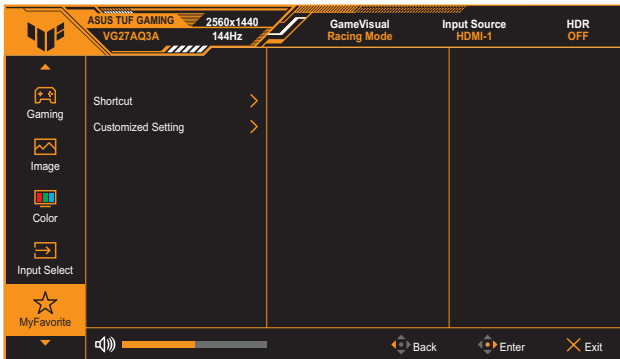 ASUS TUF GAMING 2560x1440 GameVisual Input Source HDR
VG27AQ3A 144Hz Racing Mode HDMI-1 OFF
Gaming
Shortcut
Customized Setting
Image
Color
Input Select
MyFavorite
Back Enter Exit